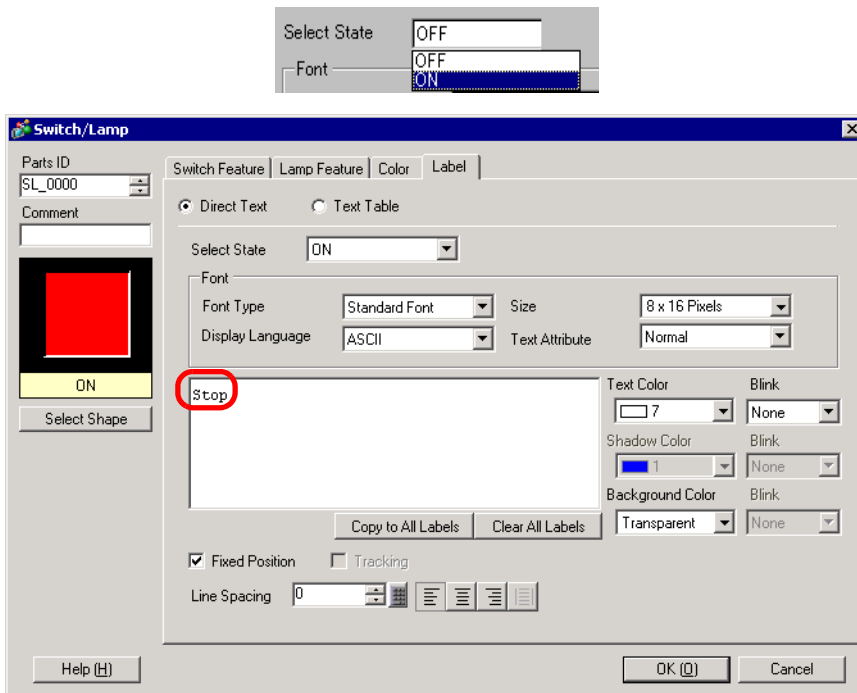 Select State OFF
OFF
Font ON
Switch/Lamp
Parts ID
SL_0000
Comment
ON
Select Shape
Switch Feature Lamp Feature Color Label
Direct Text Text Table
Select State ON
Font
Font Type Standard Font Size 8 x 16 Pixels
Display Language ASCII Text Attribute Normal
Stop
Text Color Blink
7 None
Shadow Color Blink
1 None
Background Color Blink
Transparent None
Copy to All Labels Clear All Labels
Fixed Position Tracking
Line Spacing 0
Help (H) OK (O) Cancel